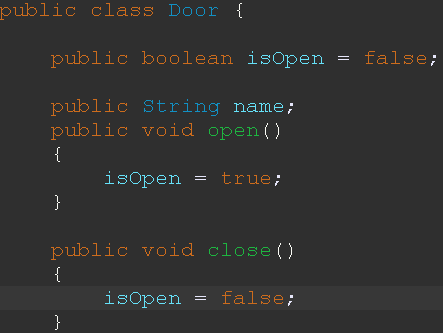 public class Door {
public boolean isOpen = false;
public String name;
public void open()
{
isOpen = true;
}
public void close()
{
isOpen = false;
}